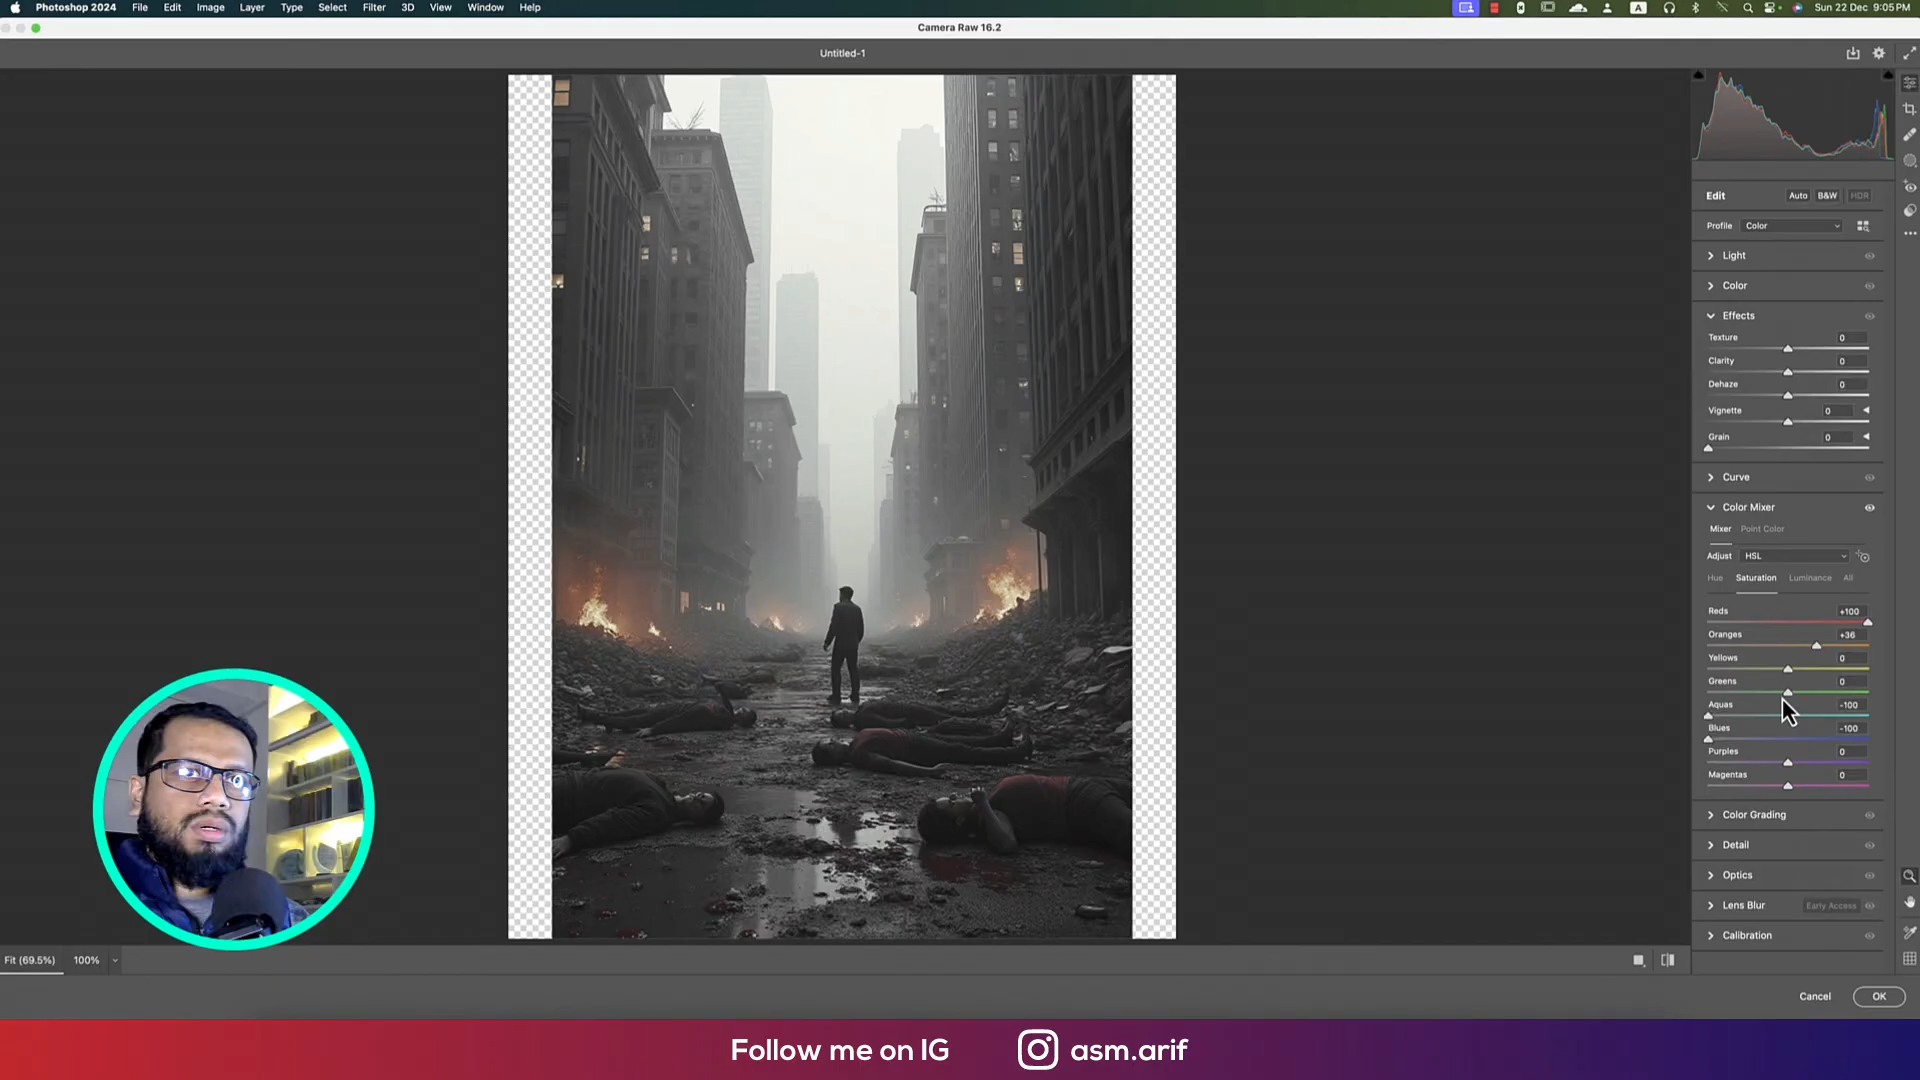 Photoshop 2024 File Edit Image Layer Type Select Filter 3D View Window Help
A Sun 22 Dec 9:05 PM
Camera Raw 16.2
Untitled-1
Edit Auto B&W HDR
Profile Color
Light
Color
Effects
Texture 0
Clarity 0
Dehaze 0
Vignette 0
Grain 0
Curve
Color Mixer
Mixer Point Color
Adjust HSL
Hue Saturation Luminance All
Reds +100
Oranges +36
Yellows 0
Greens 0
Aquas -100
Blues -100
Purples 0
Magentas 0
Color Grading
Detail
Optics
Lens Blur Early Access
Calibration
Fit (69.5%) 100%
Cancel OK
Follow me on IG asm.arif